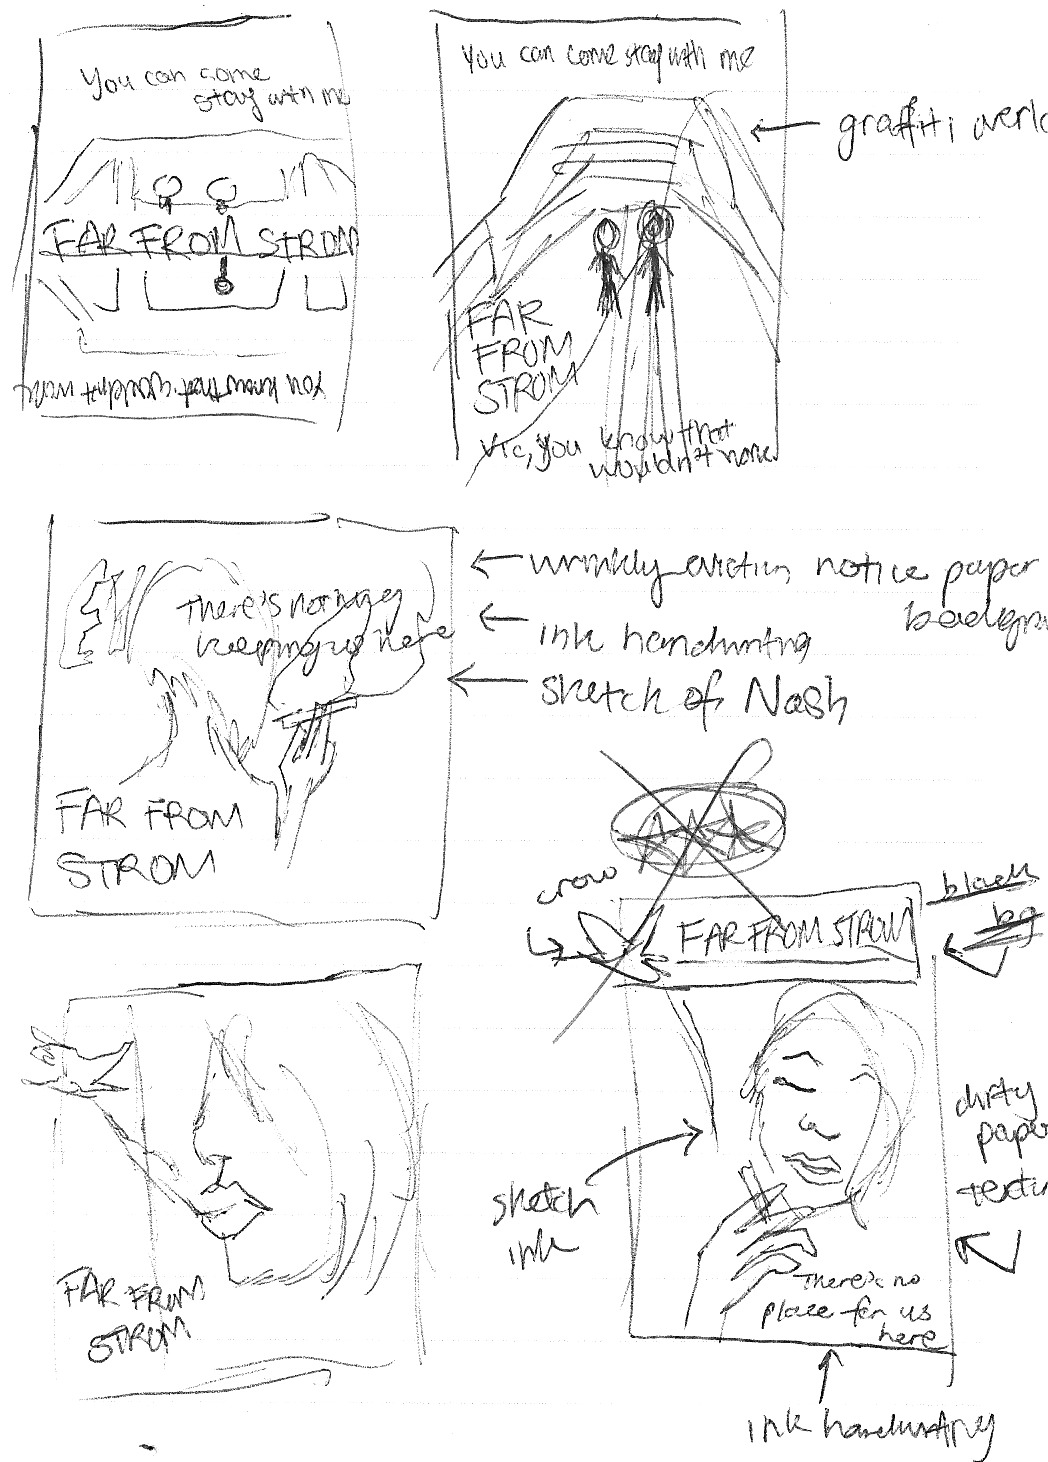 You can come
stay with me
FAR FROM STROM
You know that wouldn't work
You can come stay with me
graffiti overlo
FAR
FROM
STROM
Vic, you know that
wouldn't work
There's nothing
keeping us here
FAR FROM
STROM
wrinkly eviction notice paper
backgro
ink handwriting
sketch of Nash
crow
FAR FROM STROM
black
bg
dirty
paper
textu
sketch
ink
There's no
place for us
here
ink handwriting
FAR FROM
STROM